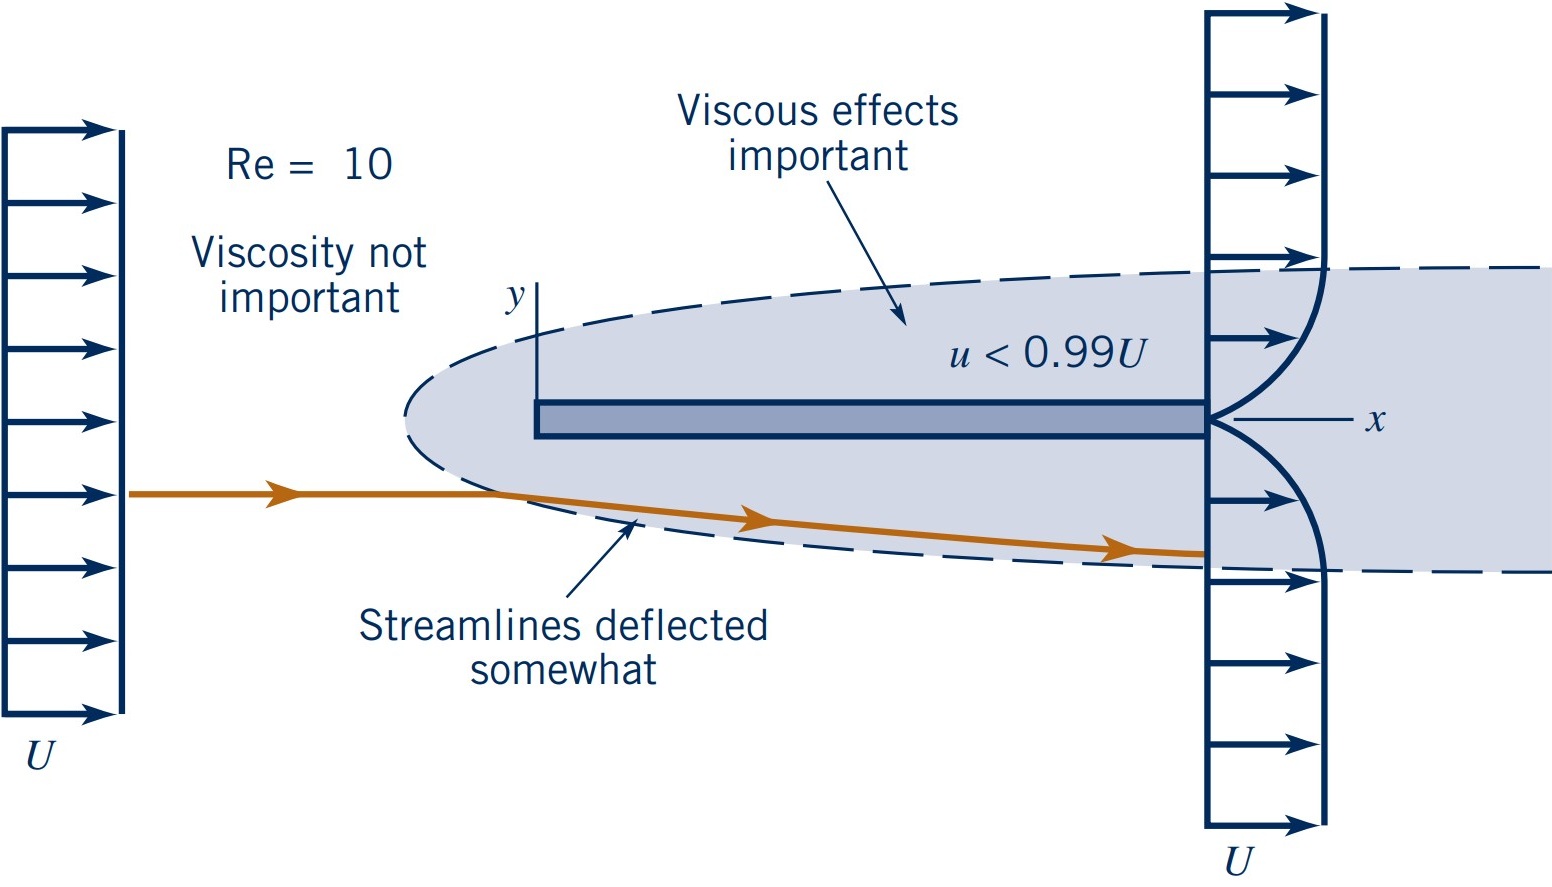 Viscous effects
important
Re = 10
Viscosity not
important
y
u < 0.99U
x
Streamlines deflected
somewhat
U
U